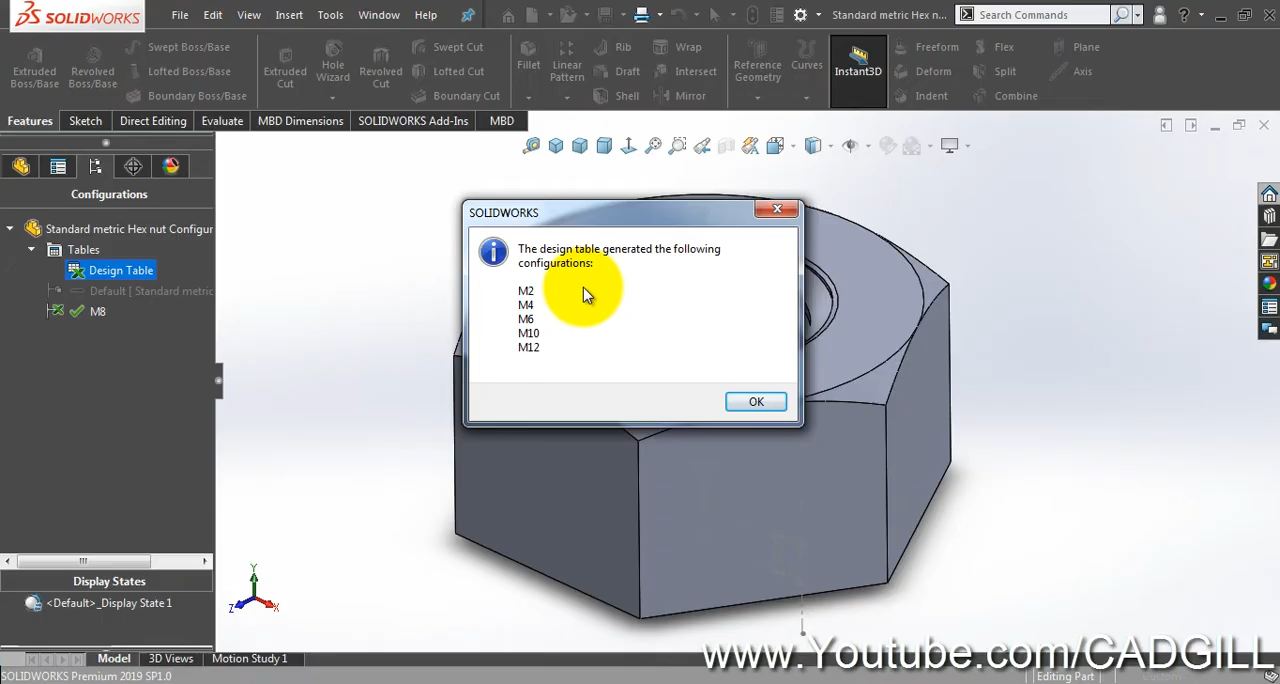 SOLIDWORKS
File Edit View Insert Tools Window Help
Standard metric Hex n...
Search Commands
Extruded Boss/Base
Revolved Boss/Base
Swept Boss/Base
Lofted Boss/Base
Boundary Boss/Base
Extruded Cut
Hole Wizard
Revolved Cut
Swept Cut
Lofted Cut
Boundary Cut
Fillet
Linear Pattern
Rib
Draft
Shell
Wrap
Intersect
Mirror
Reference Geometry
Curves
Instant3D
Freeform
Deform
Indent
Flex
Split
Combine
Plane
Axis
Features Sketch Direct Editing Evaluate MBD Dimensions SOLIDWORKS Add-Ins MBD
Configurations
Standard metric Hex nut Configur
Tables
Design Table
Default [ Standard metric
M8
SOLIDWORKS
The design table generated the following
configurations:
M2
M4
M6
M10
M12
OK
Display States
<Default>_Display State 1
Y
Z
X
Model 3D Views Motion Study 1
www.Youtube.com/CADGILL
SOLIDWORKS Premium 2019 SP1.0
Editing Part
Custom